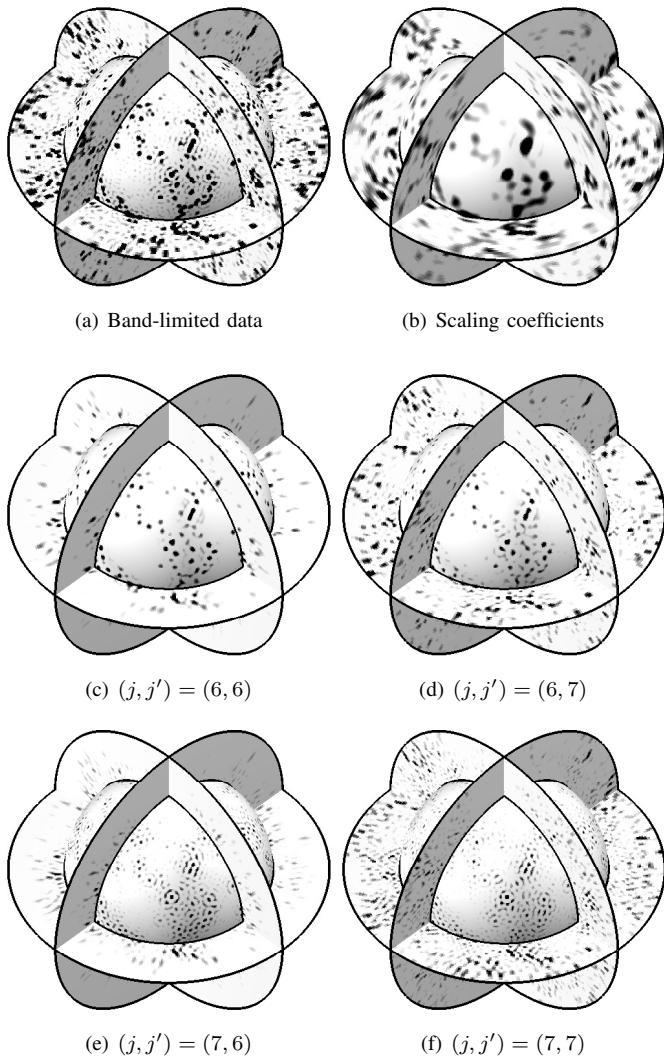 (a) Band-limited data
(b) Scaling coefficients
(c) (j, j′) = (6, 6)
(d) (j, j′) = (6, 7)
(e) (j, j′) = (7, 6)
(f) (j, j′) = (7, 7)